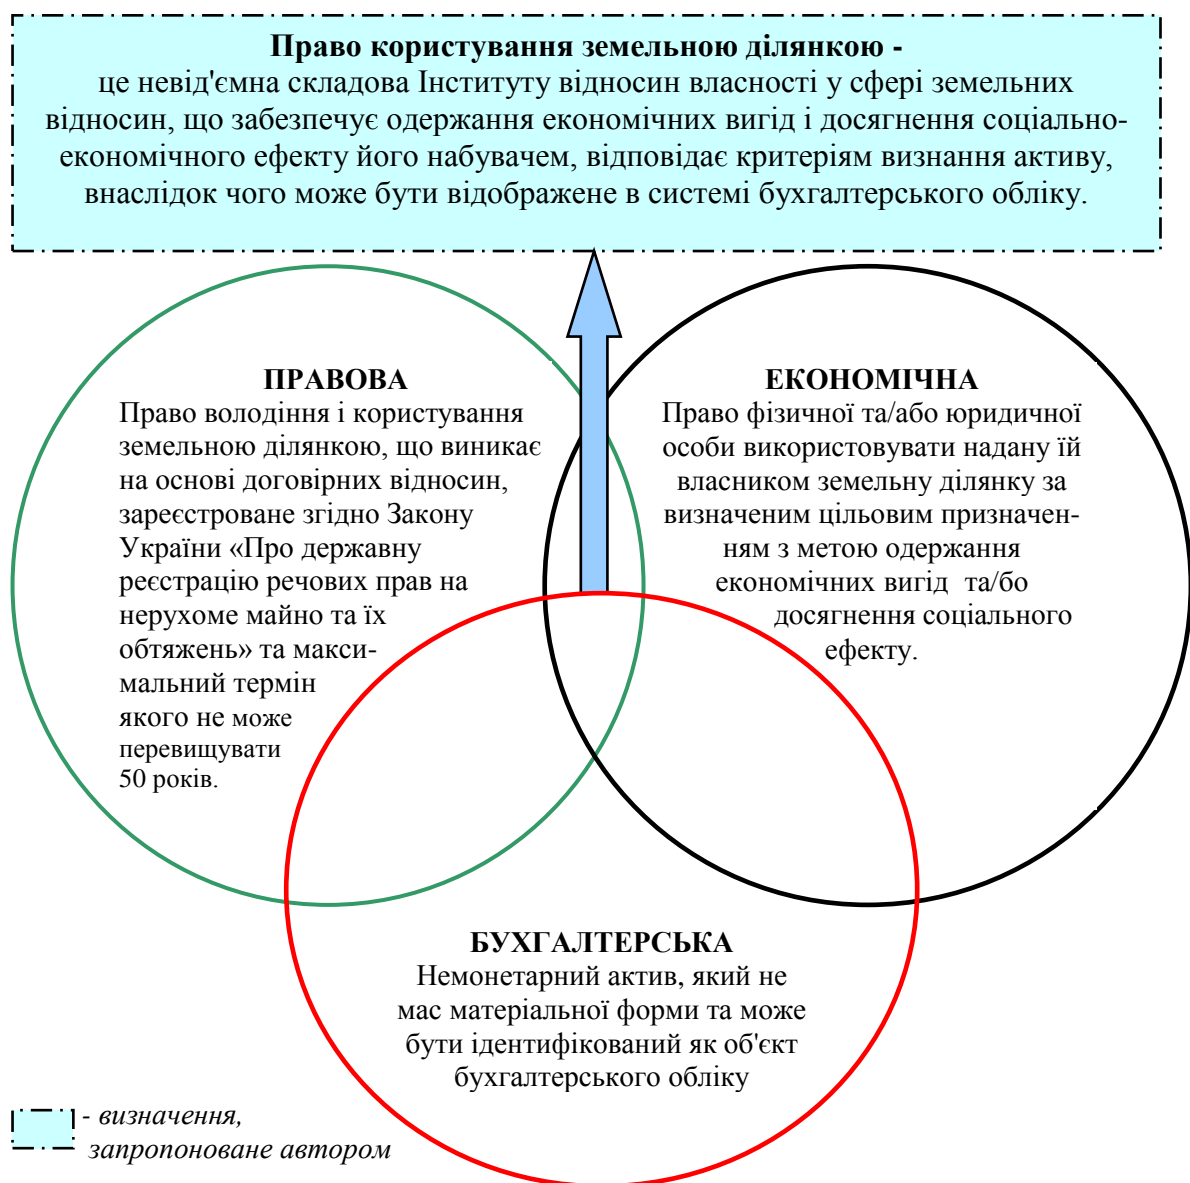 Право користування земельною ділянкою -
це невід'ємна складова Інституту відносин власності у сфері земельних
відносин, що забезпечує одержання економічних вигід і досягнення соціально-
економічного ефекту його набувачем, відповідає критеріям визнання активу,
внаслідок чого може бути відображене в системі бухгалтерського обліку.
ПРАВОВА
Право володіння і користування
земельною ділянкою, що виникає
на основі договірних відносин,
зареєстроване згідно Закону
України «Про державну
реєстрацію речових прав на
нерухоме майно та їх
обтяжень» та макси-
мальний термін
якого не може
перевищувати
50 років.
ЕКОНОМІЧНА
Право фізичної та/або юридичної
особи використовувати надану їй
власником земельну ділянку за
визначеним цільовим призначен-
ням з метою одержання
економічних вигід та/бо
досягнення соціального
ефекту.
БУХГАЛТЕРСЬКА
Немонетарний актив, який не
мас матеріальної форми та може
бути ідентифікований як об'єкт
бухгалтерського обліку
- визначення,
запропоноване автором